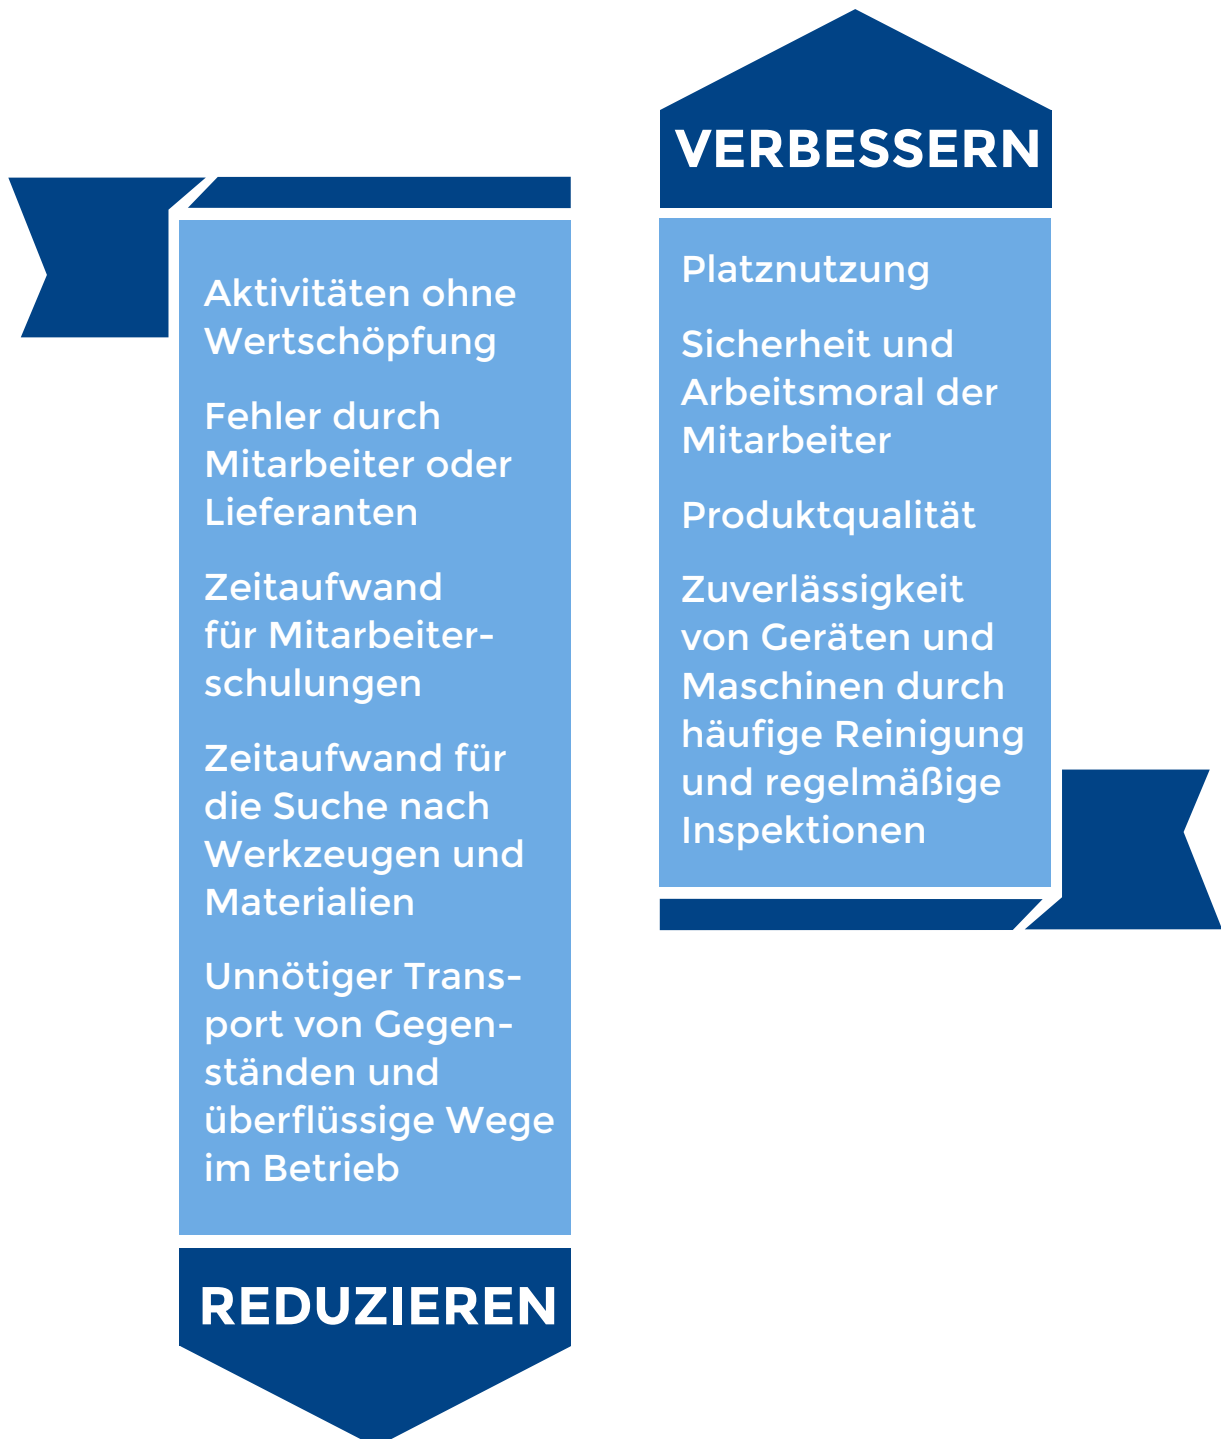 Aktivitäten ohne
Wertschöpfung
Fehler durch
Mitarbeiter oder
Lieferanten
Zeitaufwand
für Mitarbeiter-
schulungen
Zeitaufwand für
die Suche nach
Werkzeugen und
Materialien
Unnötiger Trans-
port von Gegen-
ständen und
überflüssige Wege
im Betrieb
REDUZIEREN
VERBESSERN
Platznutzung
Sicherheit und
Arbeitsmoral der
Mitarbeiter
Produktqualität
Zuverlässigkeit
von Geräten und
Maschinen durch
häufige Reinigung
und regelmäßige
Inspektionen